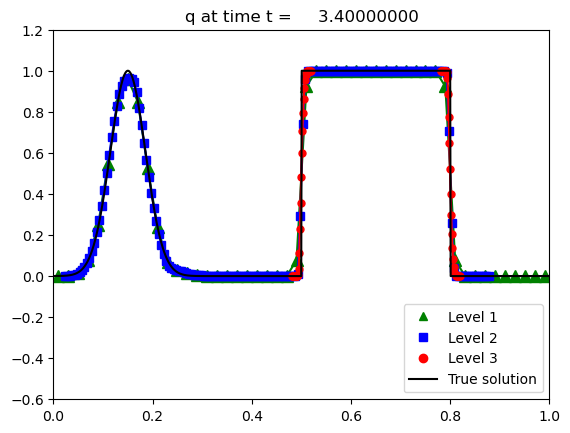 q at time t =     3.40000000
1.2
1.0
0.8
0.6
0.4
0.2
0.0
−0.2
−0.4
−0.6
0.0 0.2 0.4 0.6 0.8 1.0
Level 1
Level 2
Level 3
True solution